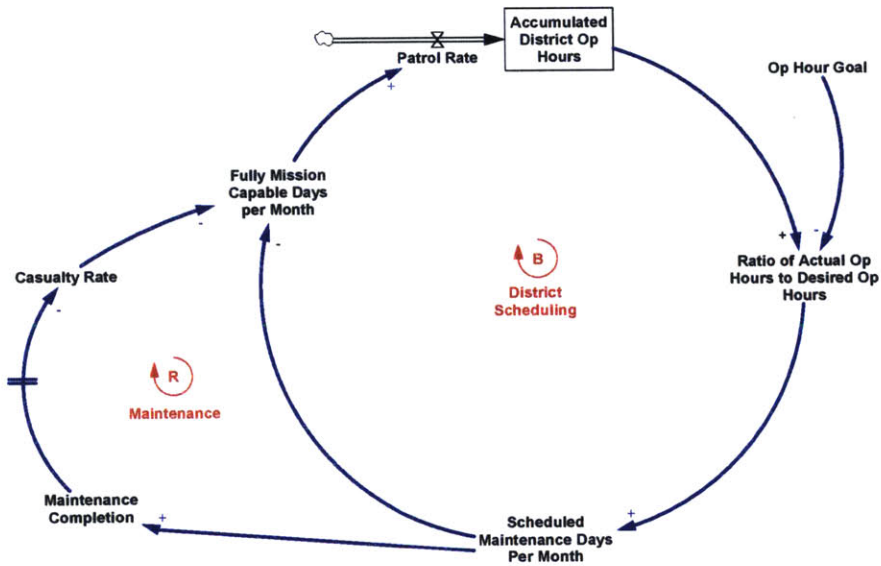 Accumulated
District Op
Hours
Patrol Rate
Op Hour Goal
+
Fully Mission
Capable Days
per Month
-
-
+
-
Casualty Rate
-
B
District
Scheduling
Ratio of Actual Op
Hours to Desired Op
Hours
R
Maintenance
Maintenance
Completion
+
+
Scheduled
Maintenance Days
Per Month